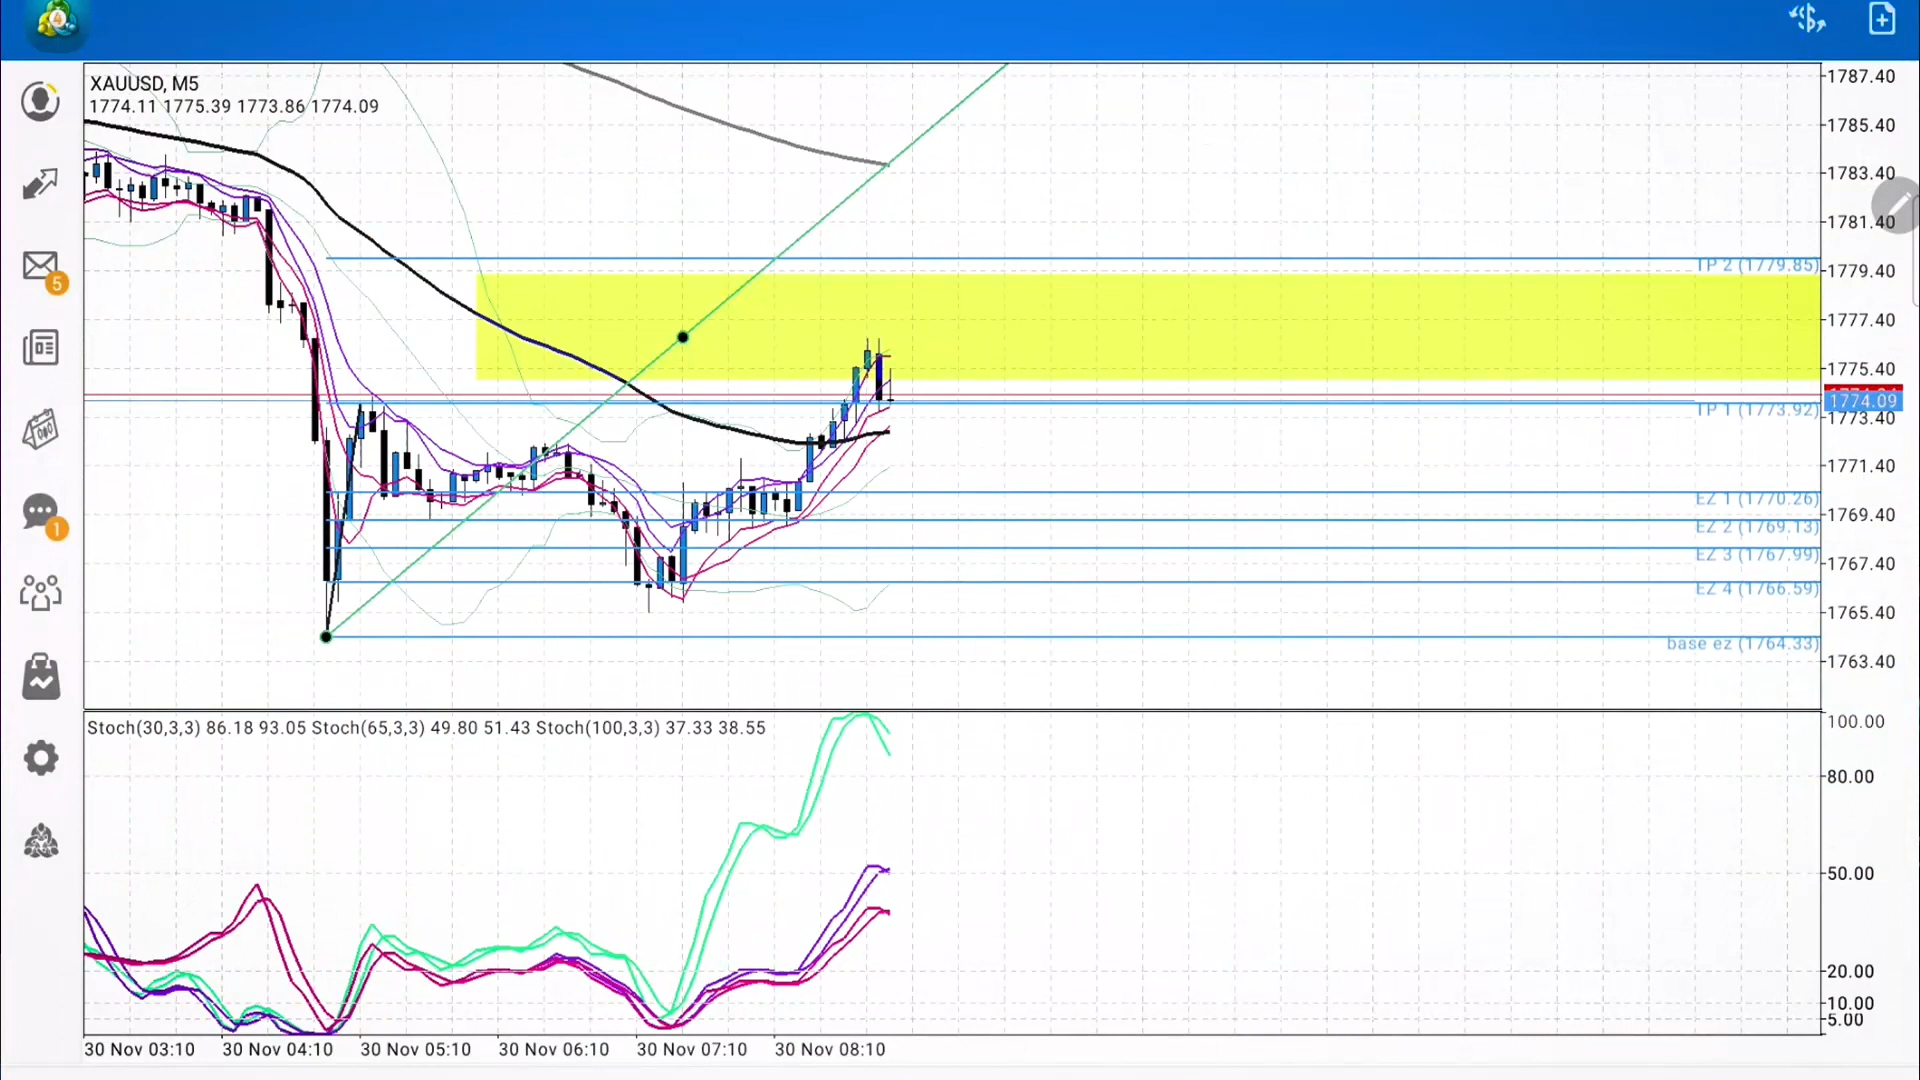 4
XAUUSD, M5
1774.11 1775.39 1773.86 1774.09
1787.40
1785.40
1783.40
1781.40
TP 2 (1779.85)
1779.40
1777.40
1775.40
1774.09
TP 1 (1773.92)
1773.40
1771.40
EZ 1 (1770.26)
1769.40
EZ 2 (1769.13)
EZ 3 (1767.99)
1767.40
EZ 4 (1766.59)
1765.40
base ez (1764.33)
1763.40
5
1
Stoch(30,3,3) 86.18 93.05 Stoch(65,3,3) 49.80 51.43 Stoch(100,3,3) 37.33 38.55
100.00
80.00
50.00
20.00
10.00
5.00
30 Nov 03:10 30 Nov 04:10 30 Nov 05:10 30 Nov 06:10 30 Nov 07:10 30 Nov 08:10